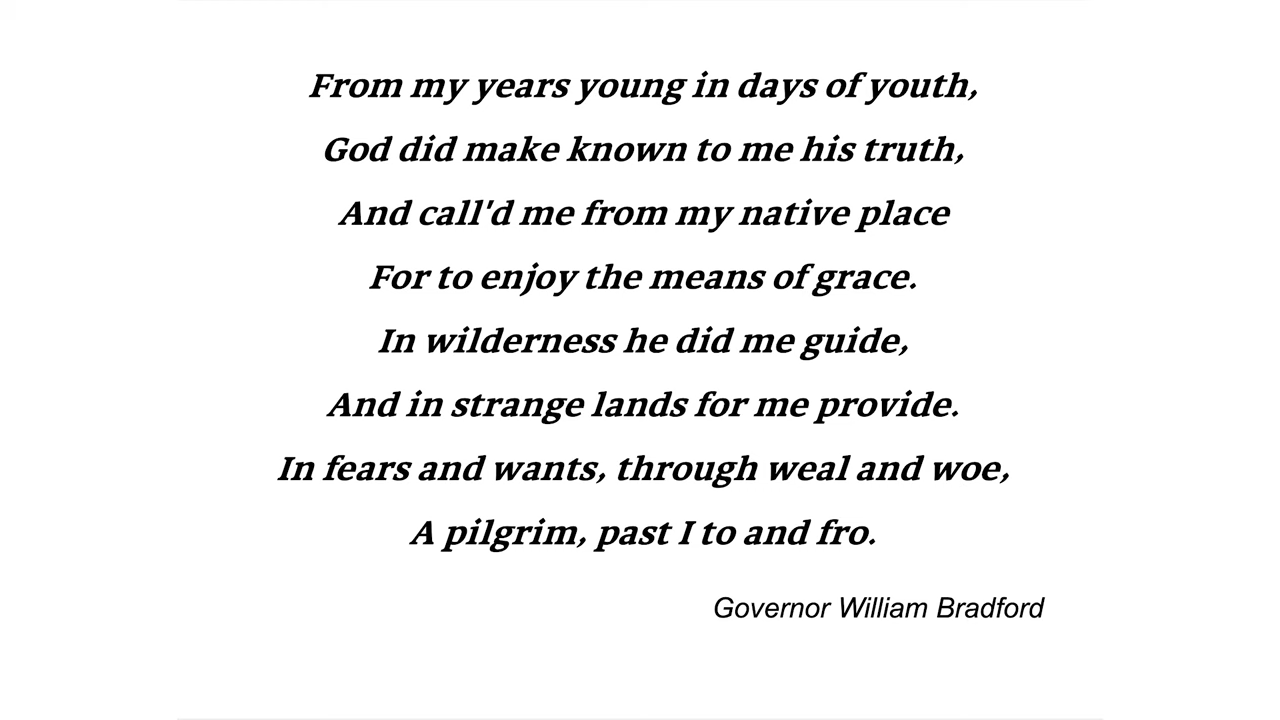 From my years young in days of youth,
God did make known to me his truth,
And call'd me from my native place
For to enjoy the means of grace.
In wilderness he did me guide,
And in strange lands for me provide.
In fears and wants, through weal and woe,
A pilgrim, past I to and fro.
Governor William Bradford